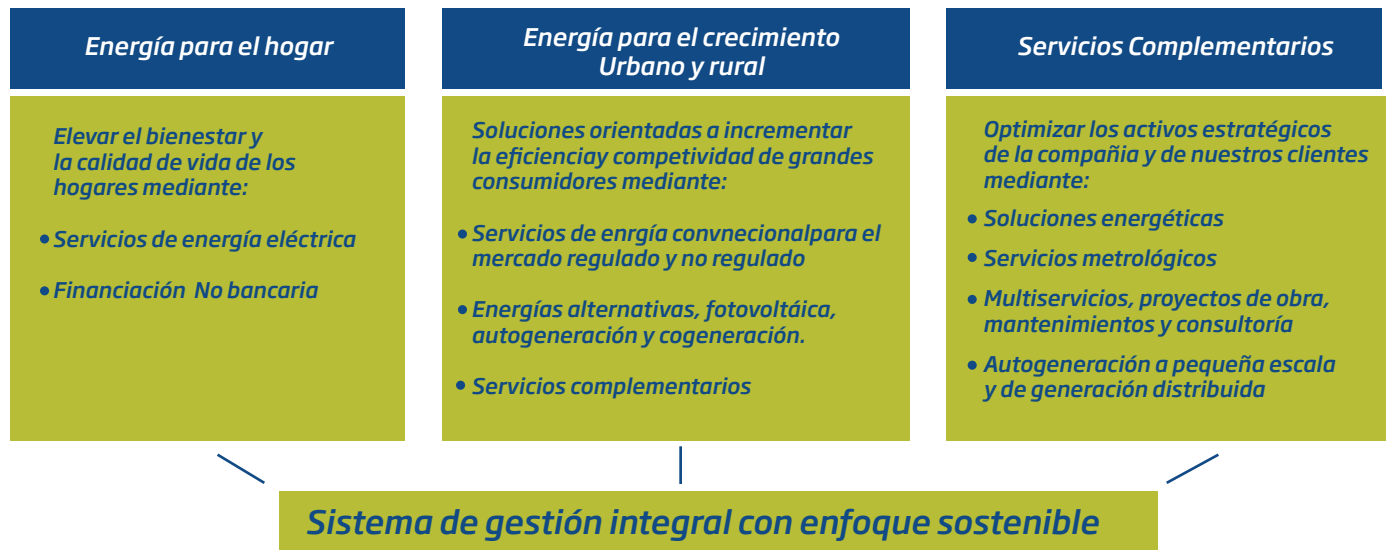 Energía para el hogar
Elevar el bienestar y
la calidad de vida de los
hogares mediante:
• Servicios de energía eléctrica
• Financiación No bancaria
Energía para el crecimiento
Urbano y rural
Soluciones orientadas a incrementar
la eficienciay competividad de grandes
consumidores mediante:
• Servicios de enrgía convnecionalpara el
mercado regulado y no regulado
• Energías alternativas, fotovoltáica,
autogeneración y cogeneración.
• Servicios complementarios
Servicios Complementarios
Optimizar los activos estratégicos
de la compañia y de nuestros clientes
mediante:
• Soluciones energéticas
• Servicios metrológicos
• Multiservicios, proyectos de obra,
mantenimientos y consultoría
• Autogeneración a pequeña escala
y de generación distribuida
Sistema de gestión integral con enfoque sostenible